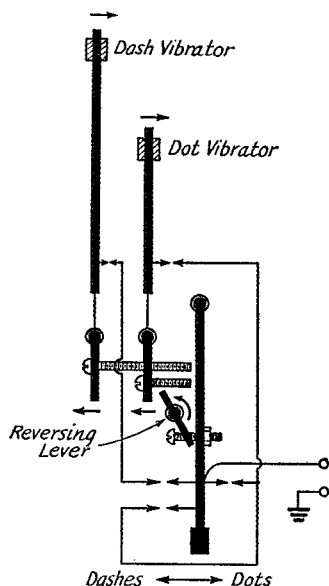 Dash Vibrator
Dot Vibrator
Reversing
Lever
Dashes
Dots